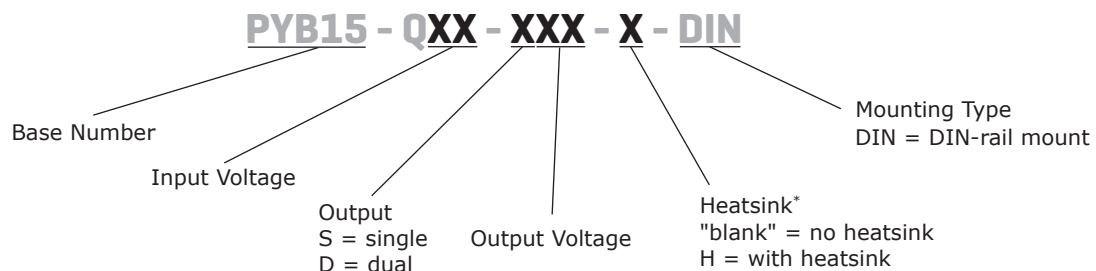 PYB15 - QXX - XXX - X - DIN
Base Number
Input Voltage
Output
S = single
D = dual
Output Voltage
Heatsink*
"blank" = no heatsink
H = with heatsink
Mounting Type
DIN = DIN-rail mount